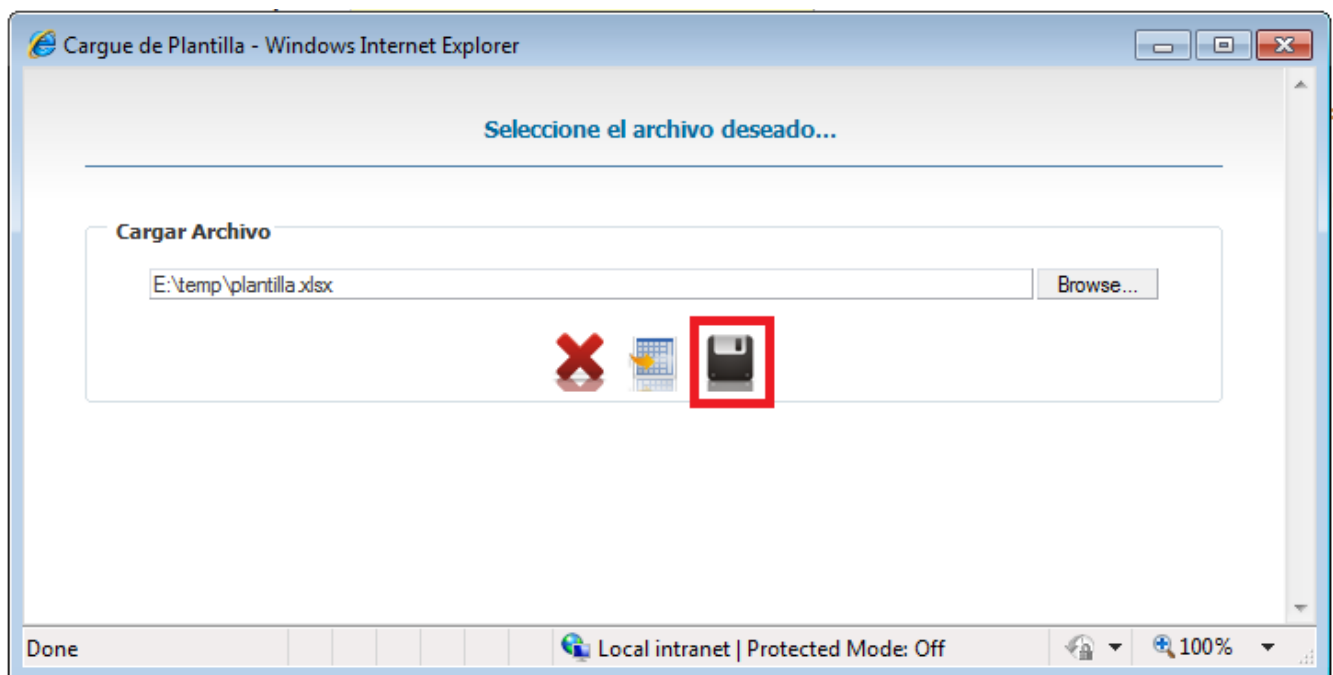 Cargue de Plantilla - Windows Internet Explorer
Seleccione el archivo deseado...
Cargar Archivo
E:\temp\plantilla.xlsx Browse...
Done Local intranet | Protected Mode: Off 100%